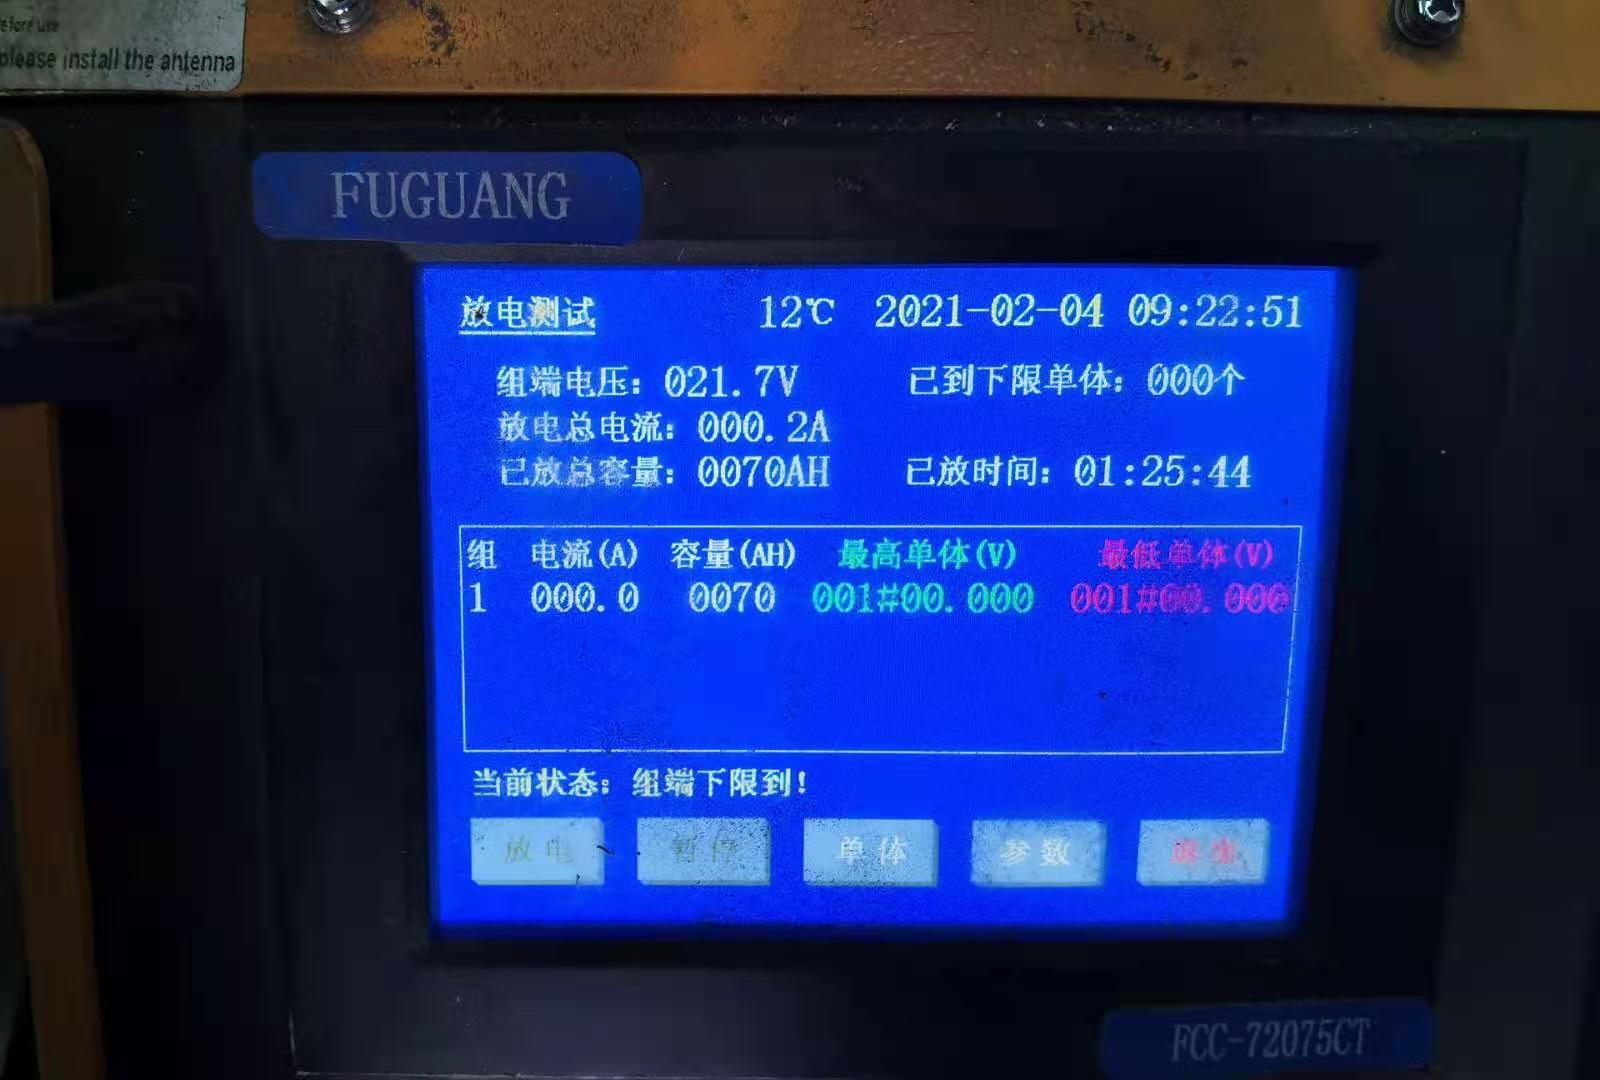 Before use
please install the antenna
FUGUANG
放电测试 12℃ 2021-02-04 09:22:51
组端电压：021.7V 已到下限单体：000个
放电总电流：000.2A
已放总容量：0070AH 已放时间：01:25:44
组 电流(A) 容量(AH) 最高单体(V) 最低单体(V)
1 000.0 0070 001#00.000 001#00.000
当前状态：组端下限到！
放电 暂停 单体 参数 退出
FCC-72075CT